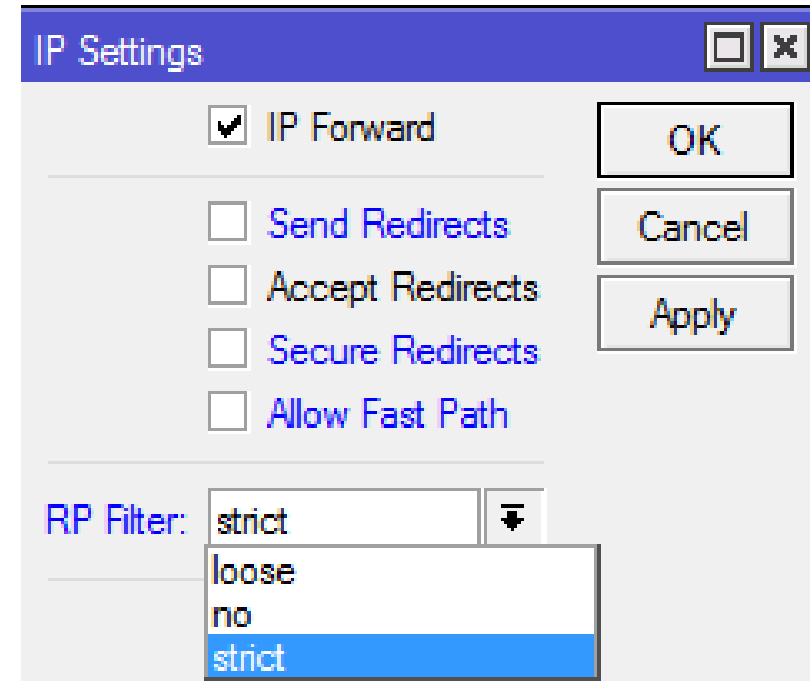 IP Settings
IP Forward
OK
Send Redirects
Cancel
Accept Redirects
Apply
Secure Redirects
Allow Fast Path
RP Filter: strict
loose
no
strict